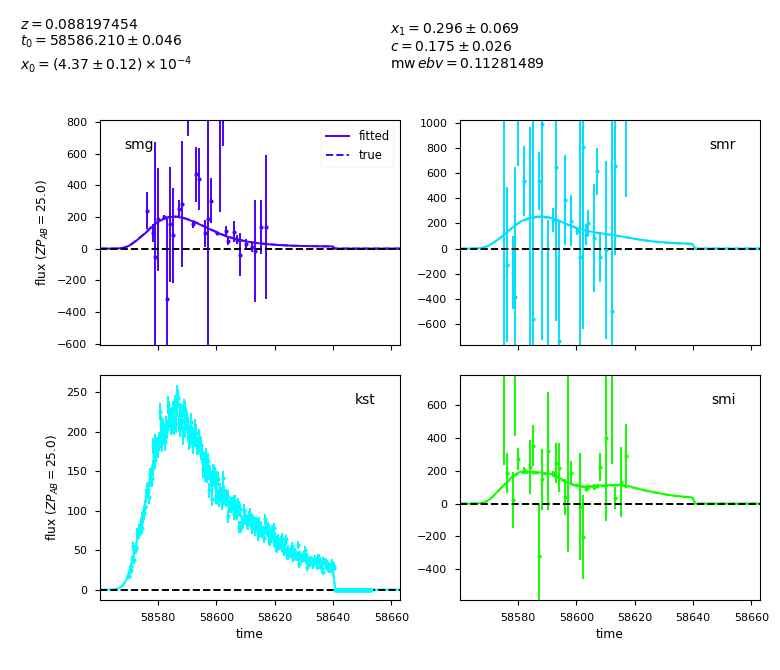 z = 0.088197454
t₀ = 58586.210 ± 0.046
x₀ = (4.37 ± 0.12) × 10⁻⁴
x₁ = 0.296 ± 0.069
c = 0.175 ± 0.026
mw ebv = 0.11281489
smg
fitted
true
800
600
400
200
0
−200
−400
−600
flux (ZP_AB = 25.0)
smr
1000
800
600
400
200
0
−200
−400
−600
kst
250
200
150
100
50
0
flux (ZP_AB = 25.0)
58580
58600
58620
58640
58660
time
smi
600
400
200
0
−200
−400
58580
58600
58620
58640
58660
time